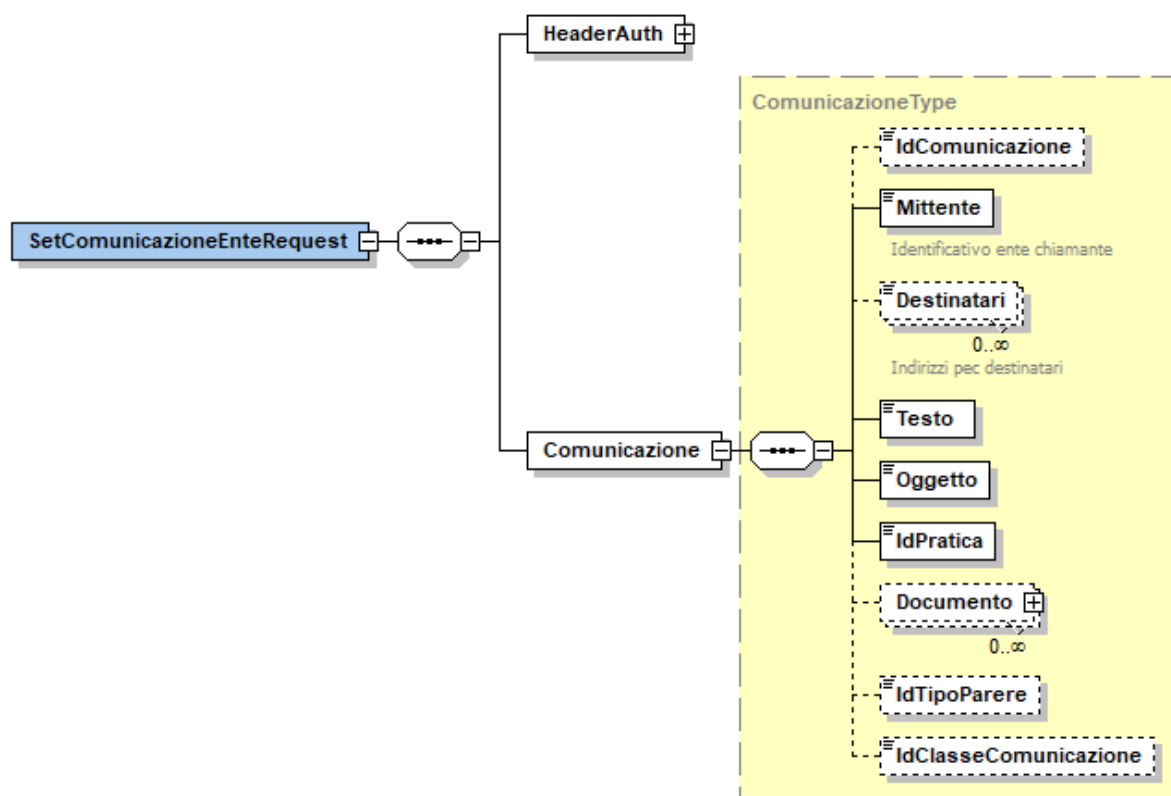 HeaderAuth
ComunicazioneType
IdComunicazione
Mittente
Identificativo ente chiamante
SetComunicazioneEnteRequest
Destinatari
0..∞
Indirizzi pec destinatari
Testo
Comunicazione
Oggetto
IdPratica
Documento
0..∞
IdTipoParere
IdClasseComunicazione